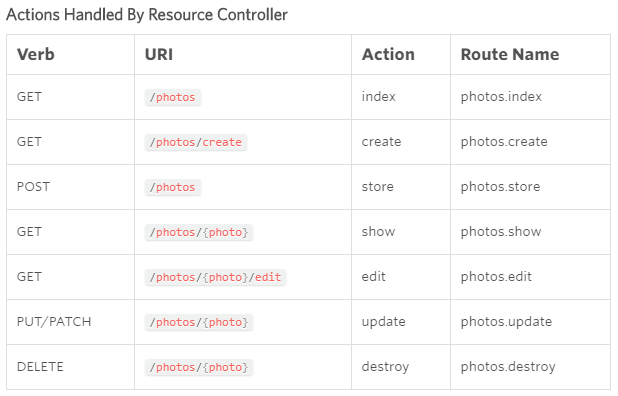 Actions Handled By Resource Controller
Verb URI Action Route Name
GET /photos index photos.index
GET /photos/create create photos.create
POST /photos store photos.store
GET /photos/{photo} show photos.show
GET /photos/{photo}/edit edit photos.edit
PUT/PATCH /photos/{photo} update photos.update
DELETE /photos/{photo} destroy photos.destroy